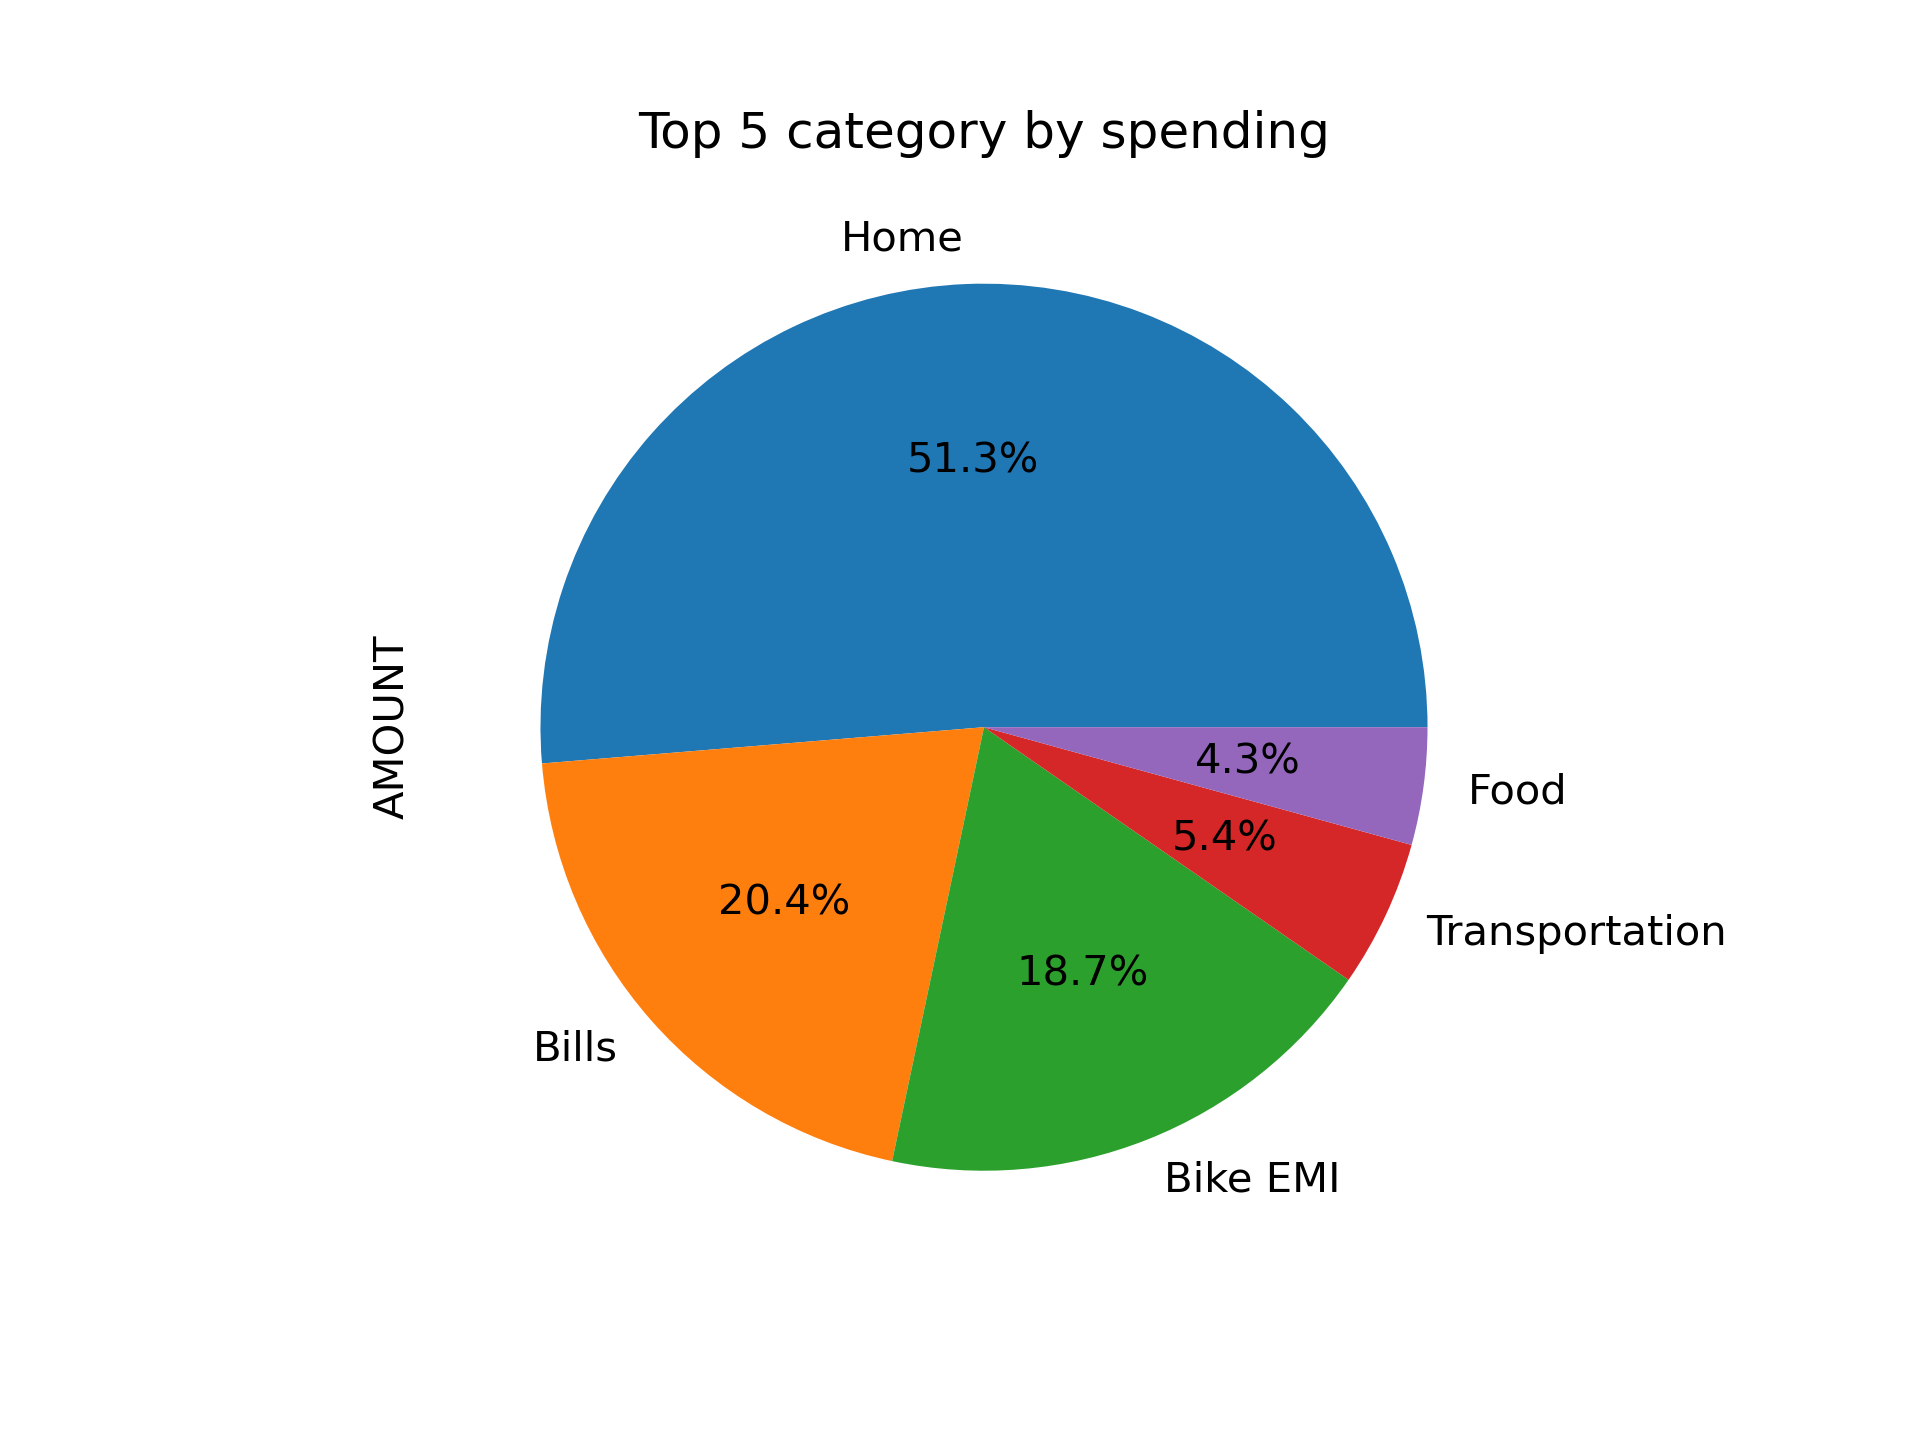 Top 5 category by spending
Home
51.3%
AMOUNT
4.3%
Food
5.4%
20.4%
Transportation
18.7%
Bills
Bike EMI